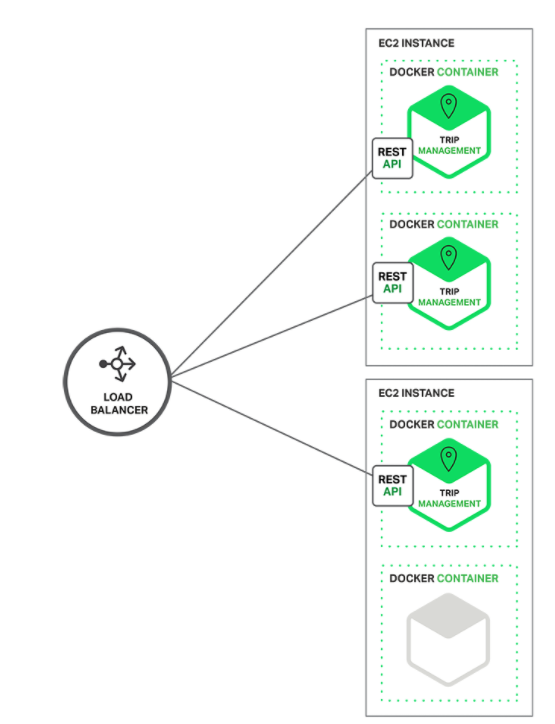 EC2 INSTANCE
DOCKER CONTAINER
TRIP
MANAGEMENT
REST
API
DOCKER CONTAINER
TRIP
MANAGEMENT
REST
API
LOAD
BALANCER
EC2 INSTANCE
DOCKER CONTAINER
TRIP
MANAGEMENT
REST
API
DOCKER CONTAINER